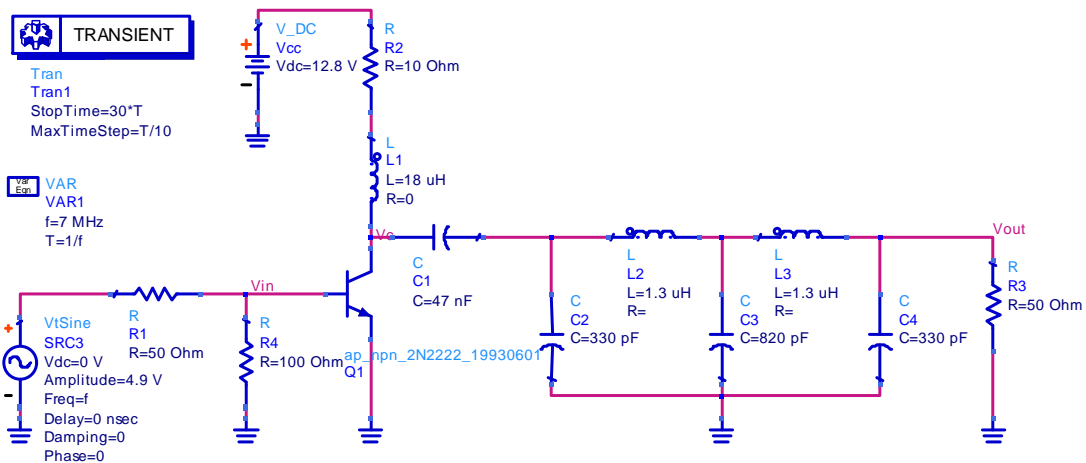 TRANSIENT
Tran
Tran1
StopTime=30*T
MaxTimeStep=T/10
Var
Eqn
VAR
VAR1
f=7 MHz
T=1/f
V_DC
Vcc
Vdc=12.8 V
R
R2
R=10 Ohm
L
L1
L=18 uH
R=0
Vc
C
C1
C=47 nF
Vin
VtSine
SRC3
Vdc=0 V
Amplitude=4.9 V
Freq=f
Delay=0 nsec
Damping=0
Phase=0
R
R1
R=50 Ohm
R
R4
R=100 Ohm
ap_npn_2N2222_19930601
Q1
C
C2
C=330 pF
L
L2
L=1.3 uH
R=
C
C3
C=820 pF
L
L3
L=1.3 uH
R=
C
C4
C=330 pF
Vout
R
R3
R=50 Ohm